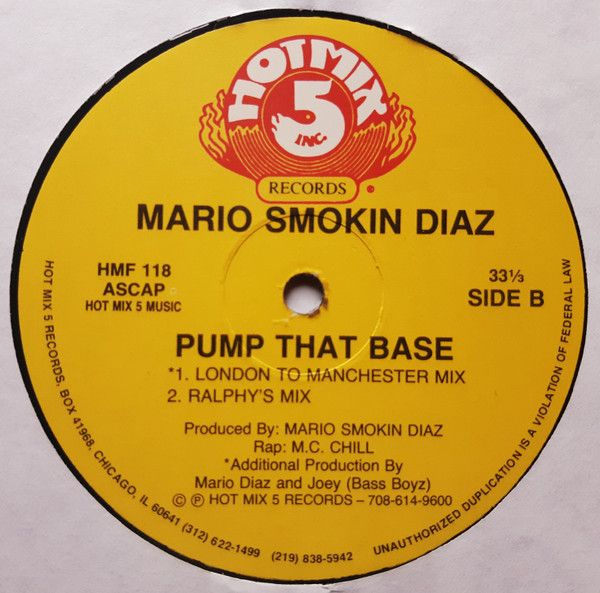 HOT MIX
5
INC.
RECORDS
MARIO SMOKIN DIAZ
HMF 118
ASCAP
HOT MIX 5 MUSIC
33⅓
SIDE B
PUMP THAT BASE
*1. LONDON TO MANCHESTER MIX
2. RALPHY'S MIX
Produced By: MARIO SMOKIN DIAZ
Rap: M.C. CHILL
*Additional Production By
Mario Diaz and Joey (Bass Boyz)
© ℗ HOT MIX 5 RECORDS – 708-614-9600
HOT MIX 5 RECORDS, BOX 41968, CHICAGO, IL 60641 (312) 622-1499 (219) 838-5942 UNAUTHORIZED DUPLICATION IS A VIOLATION OF FEDERAL LAW